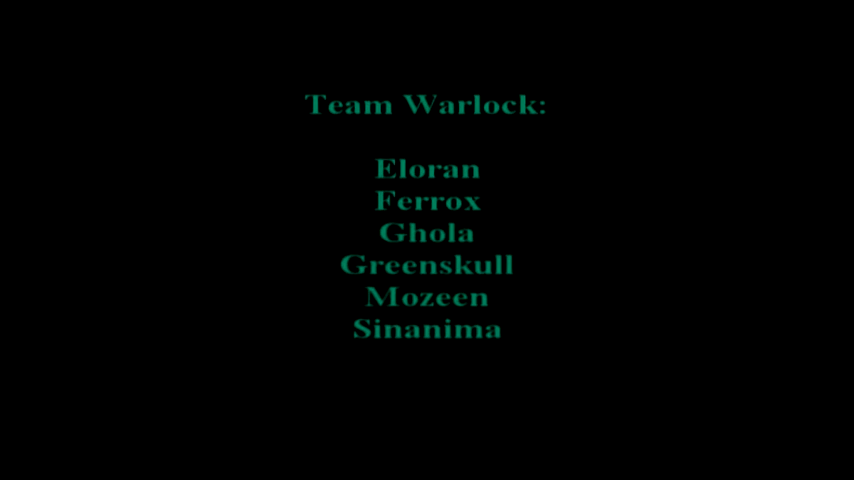 Team Warlock:
Eloran
Ferrox
Ghola
Greenskull
Mozeen
Sinanima